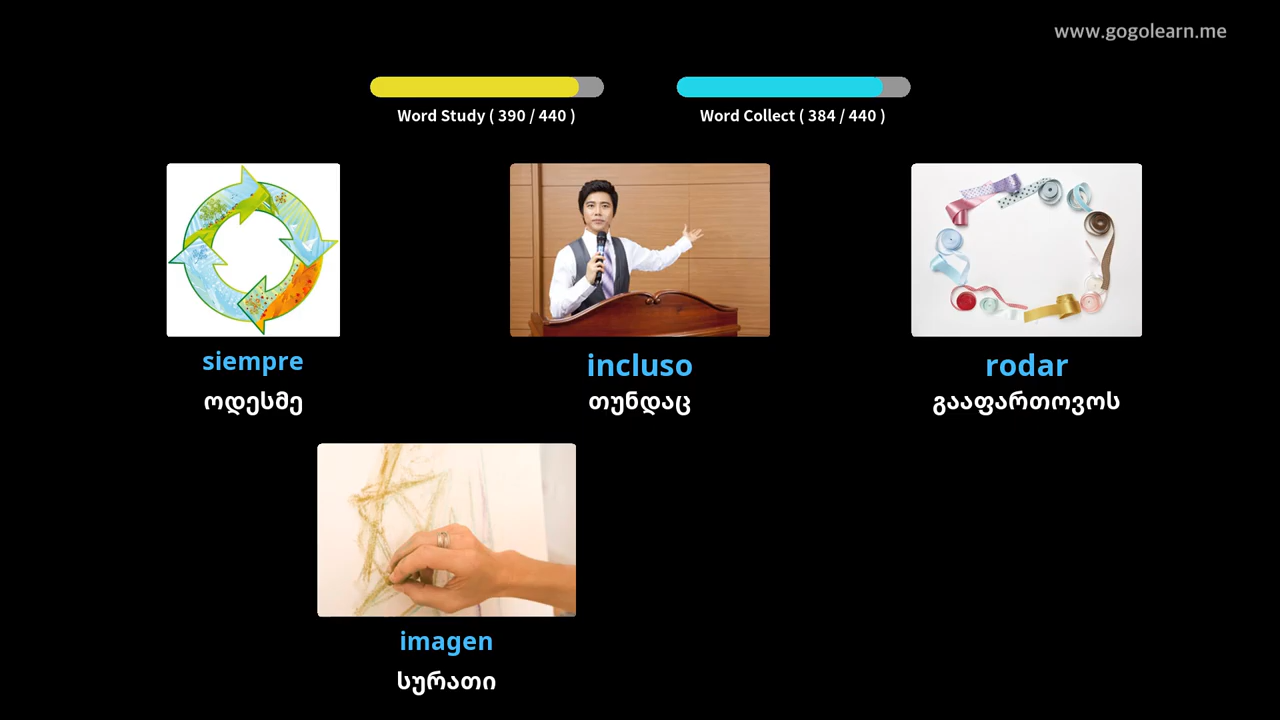 www.gogolearn.me
Word Study ( 390 / 440 )
Word Collect ( 384 / 440 )
siempre
ოდესმე
incluso
თუნდაც
rodar
გააფართოვოს
imagen
სურათი